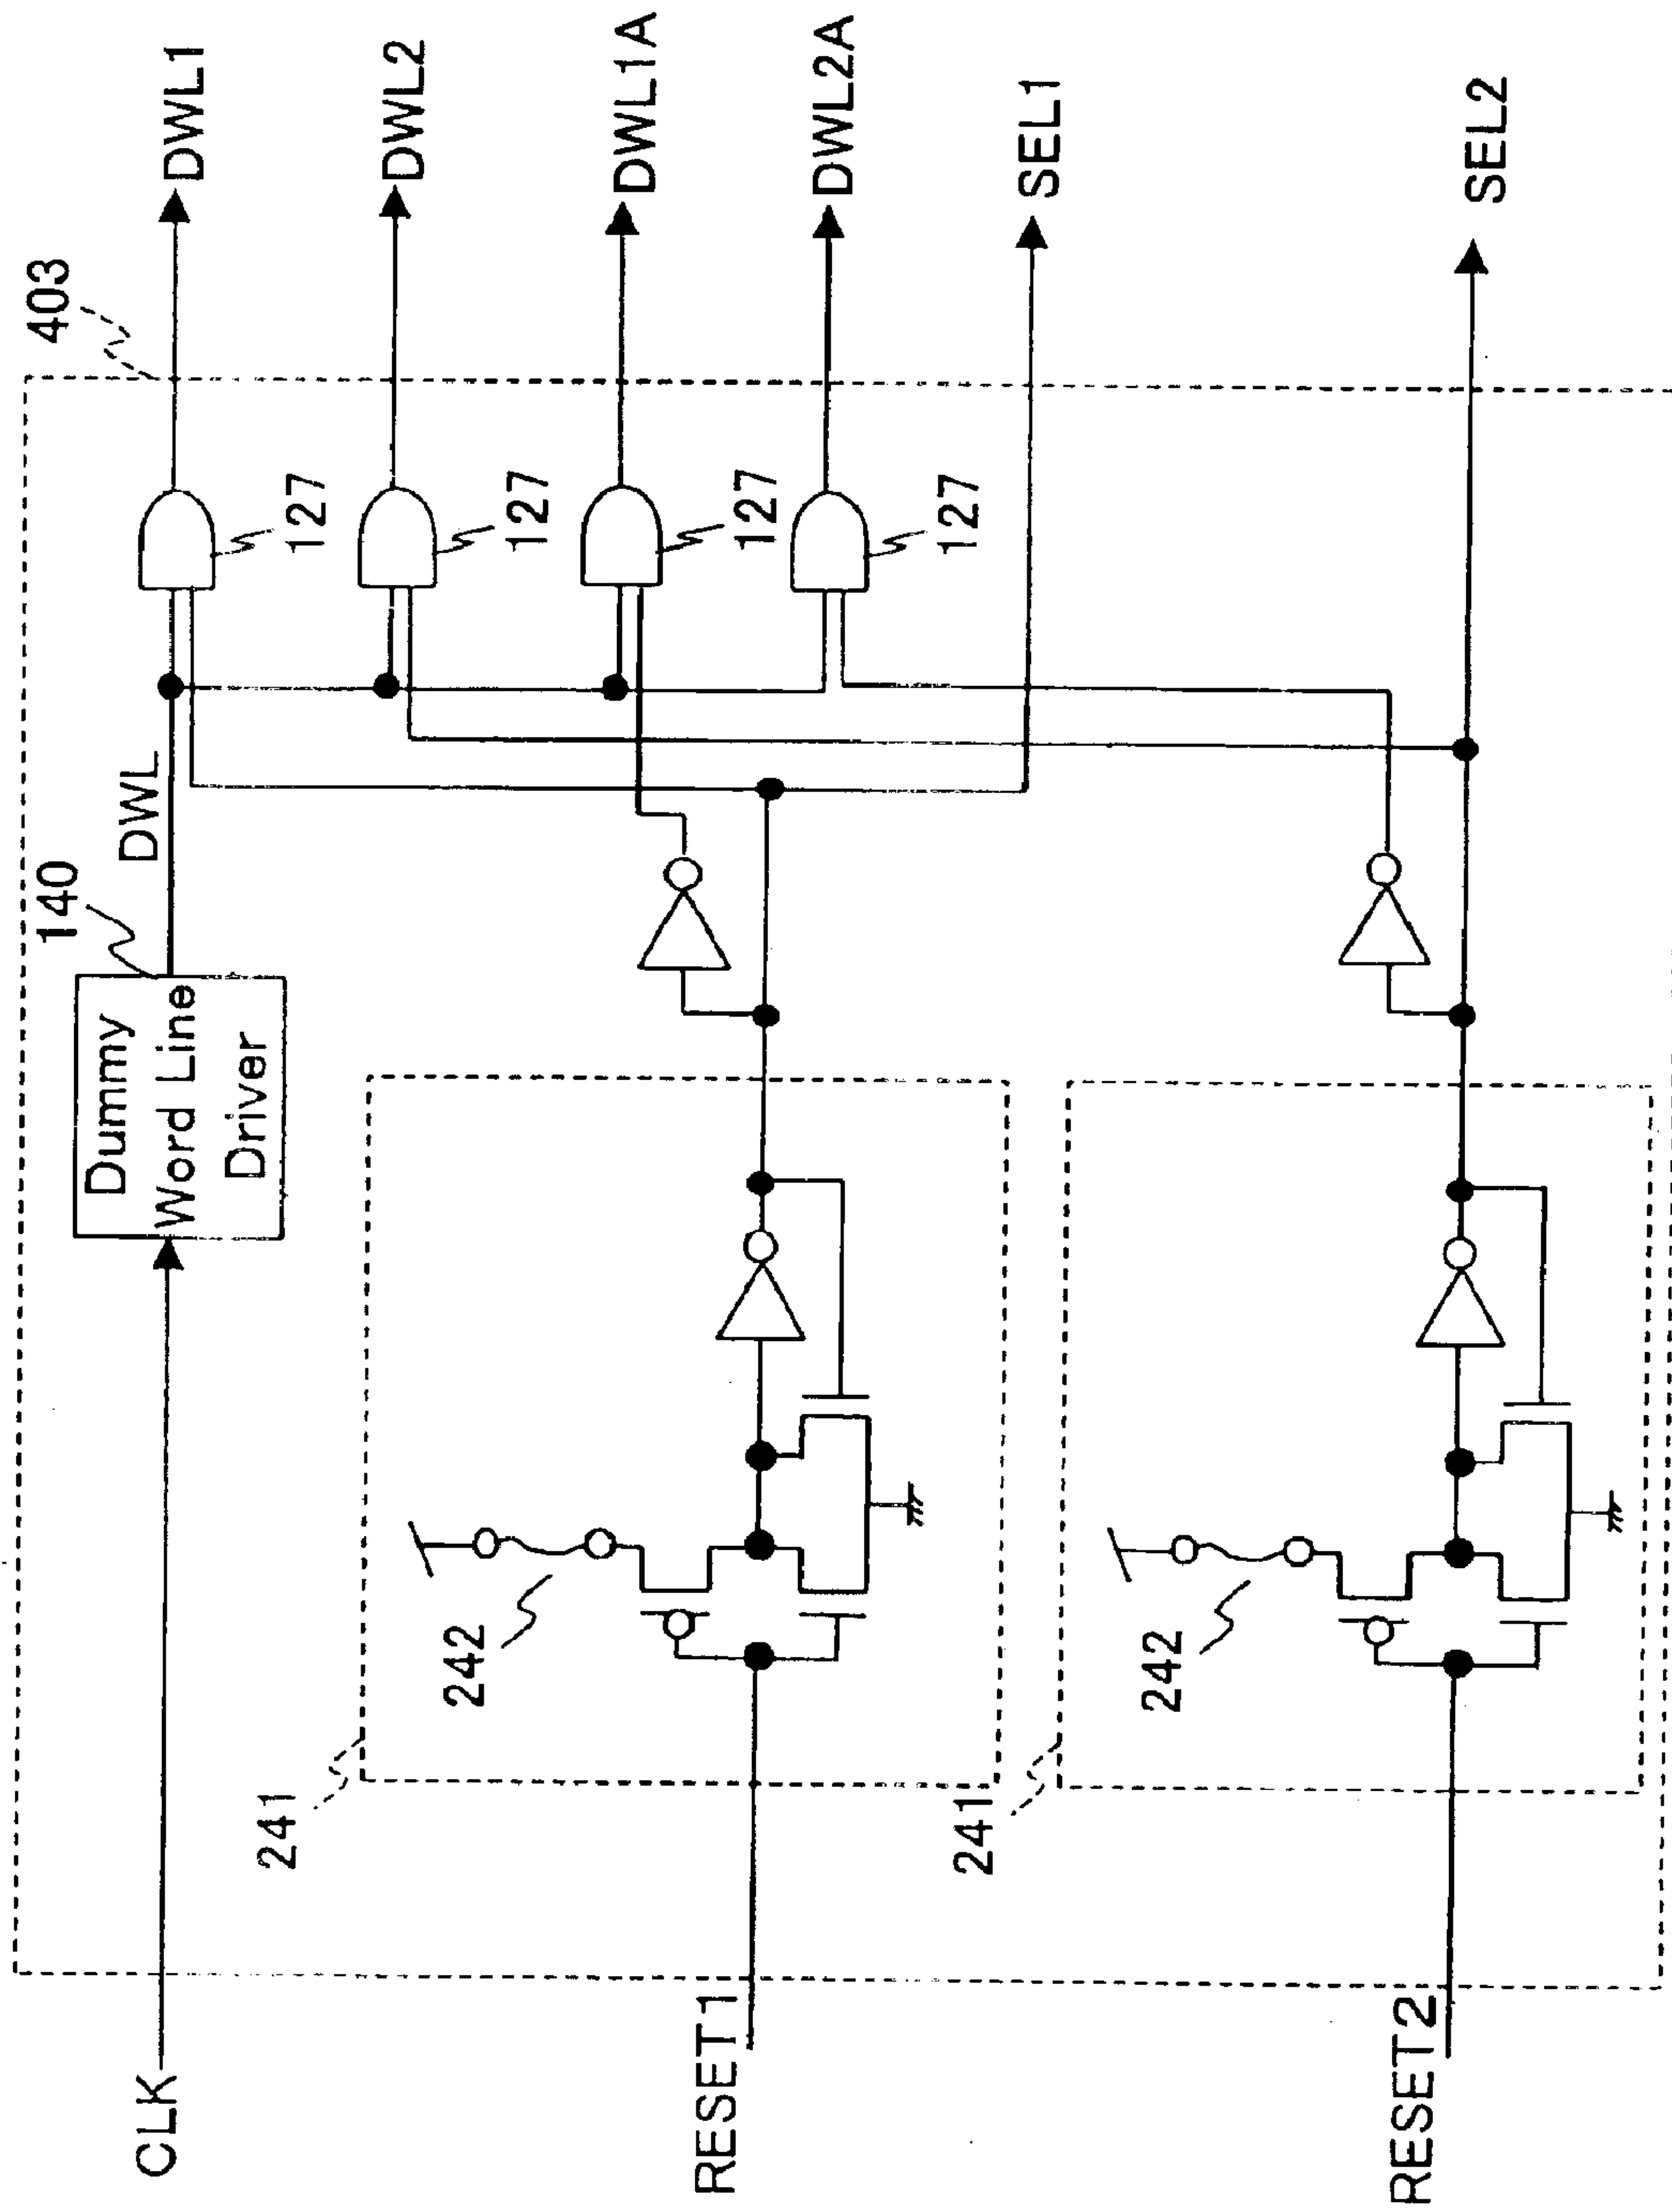 403
CLK
Dummy
Word Line
Driver
140
DWL
127
DWL1
127
DWL2
127
DWL1A
127
DWL2A
SEL1
241
242
RESET1
241
242
RESET2
SEL2